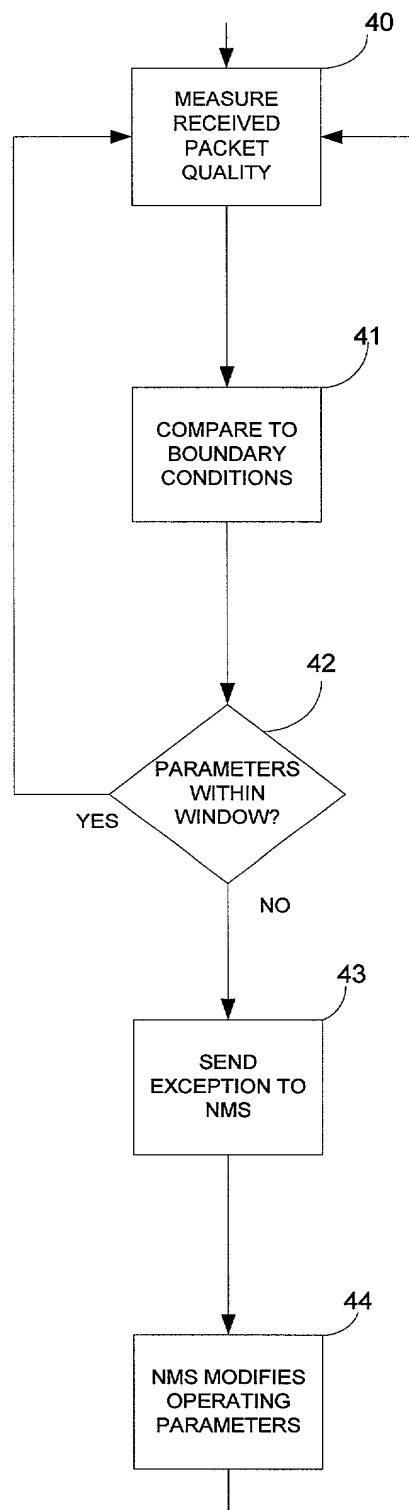 40
MEASURE
RECEIVED
PACKET
QUALITY
41
COMPARE TO
BOUNDARY
CONDITIONS
42
PARAMETERS
WITHIN
WINDOW?
YES
NO
43
SEND
EXCEPTION TO
NMS
44
NMS MODIFIES
OPERATING
PARAMETERS